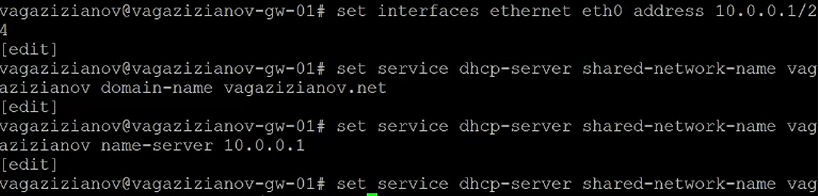 vagazizianov@vagazizianov-gw-01# set interfaces ethernet eth0 address 10.0.0.1/2
4
[edit]
vagazizianov@vagazizianov-gw-01# set service dhcp-server shared-network-name vag
azizianov domain-name vagazizianov.net
[edit]
vagazizianov@vagazizianov-gw-01# set service dhcp-server shared-network-name vag
azizianov name-server 10.0.0.1
[edit]
vagazizianov@vagazizianov-gw-01# set service dhcp-server shared-network-name vag